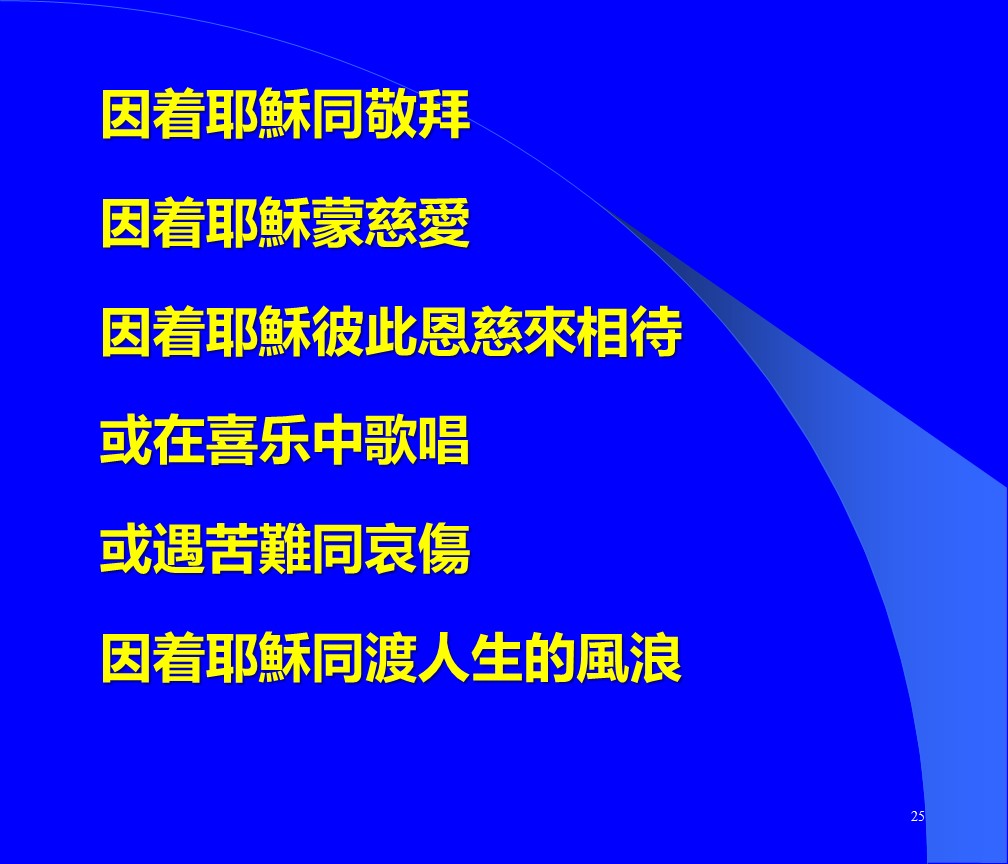 因着耶穌同敬拜
因着耶穌蒙慈愛
因着耶穌彼此恩慈來相待
或在喜乐中歌唱
或遇苦難同哀傷
因着耶穌同渡人生的風浪
25